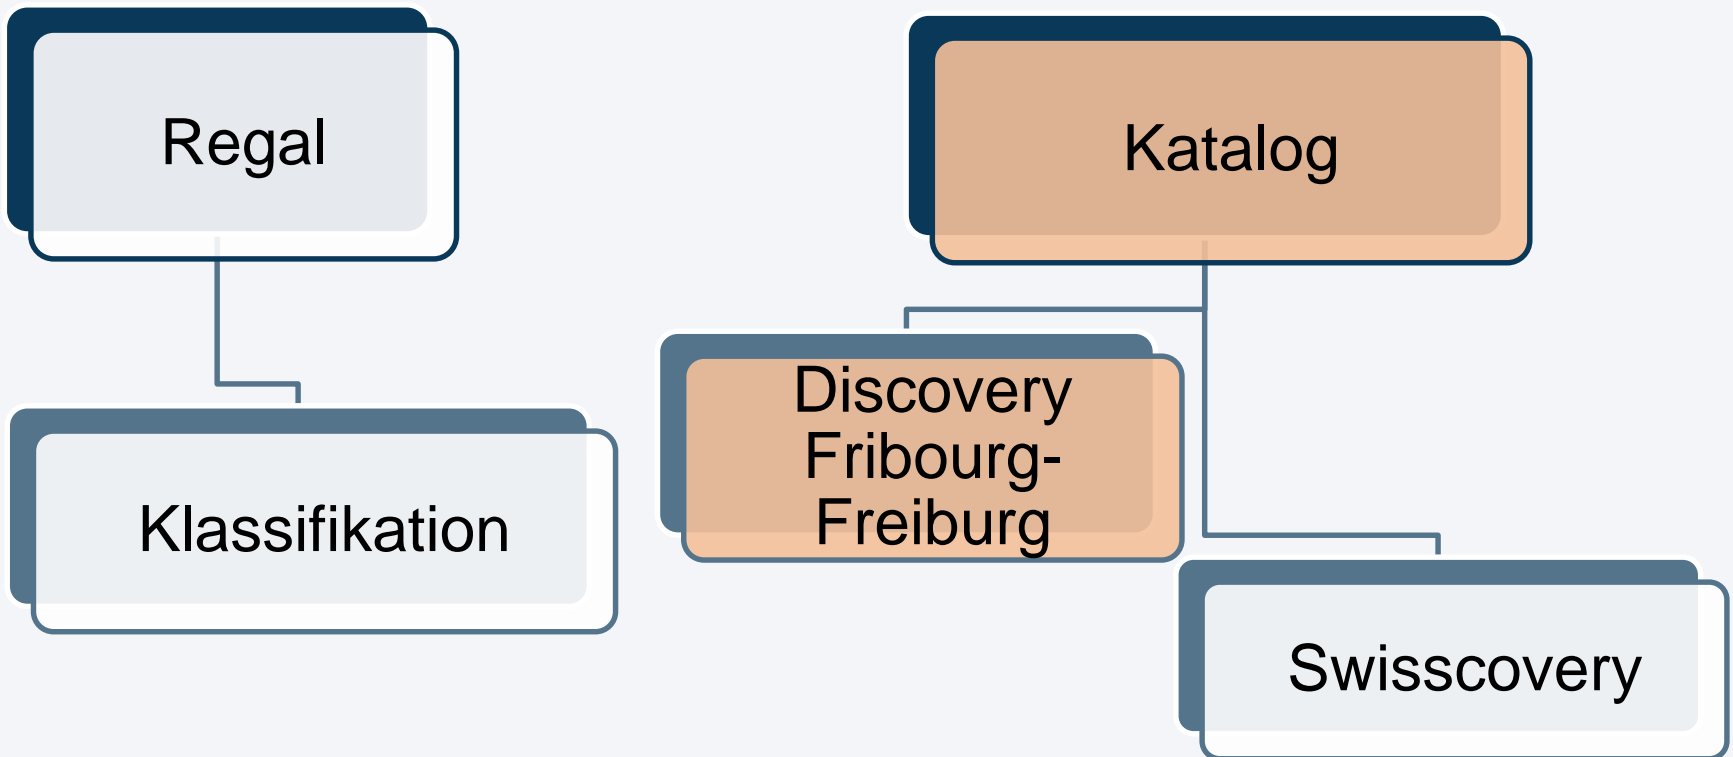 Regal
Katalog
Klassifikation
Discovery
Fribourg-
Freiburg
Swisscovery